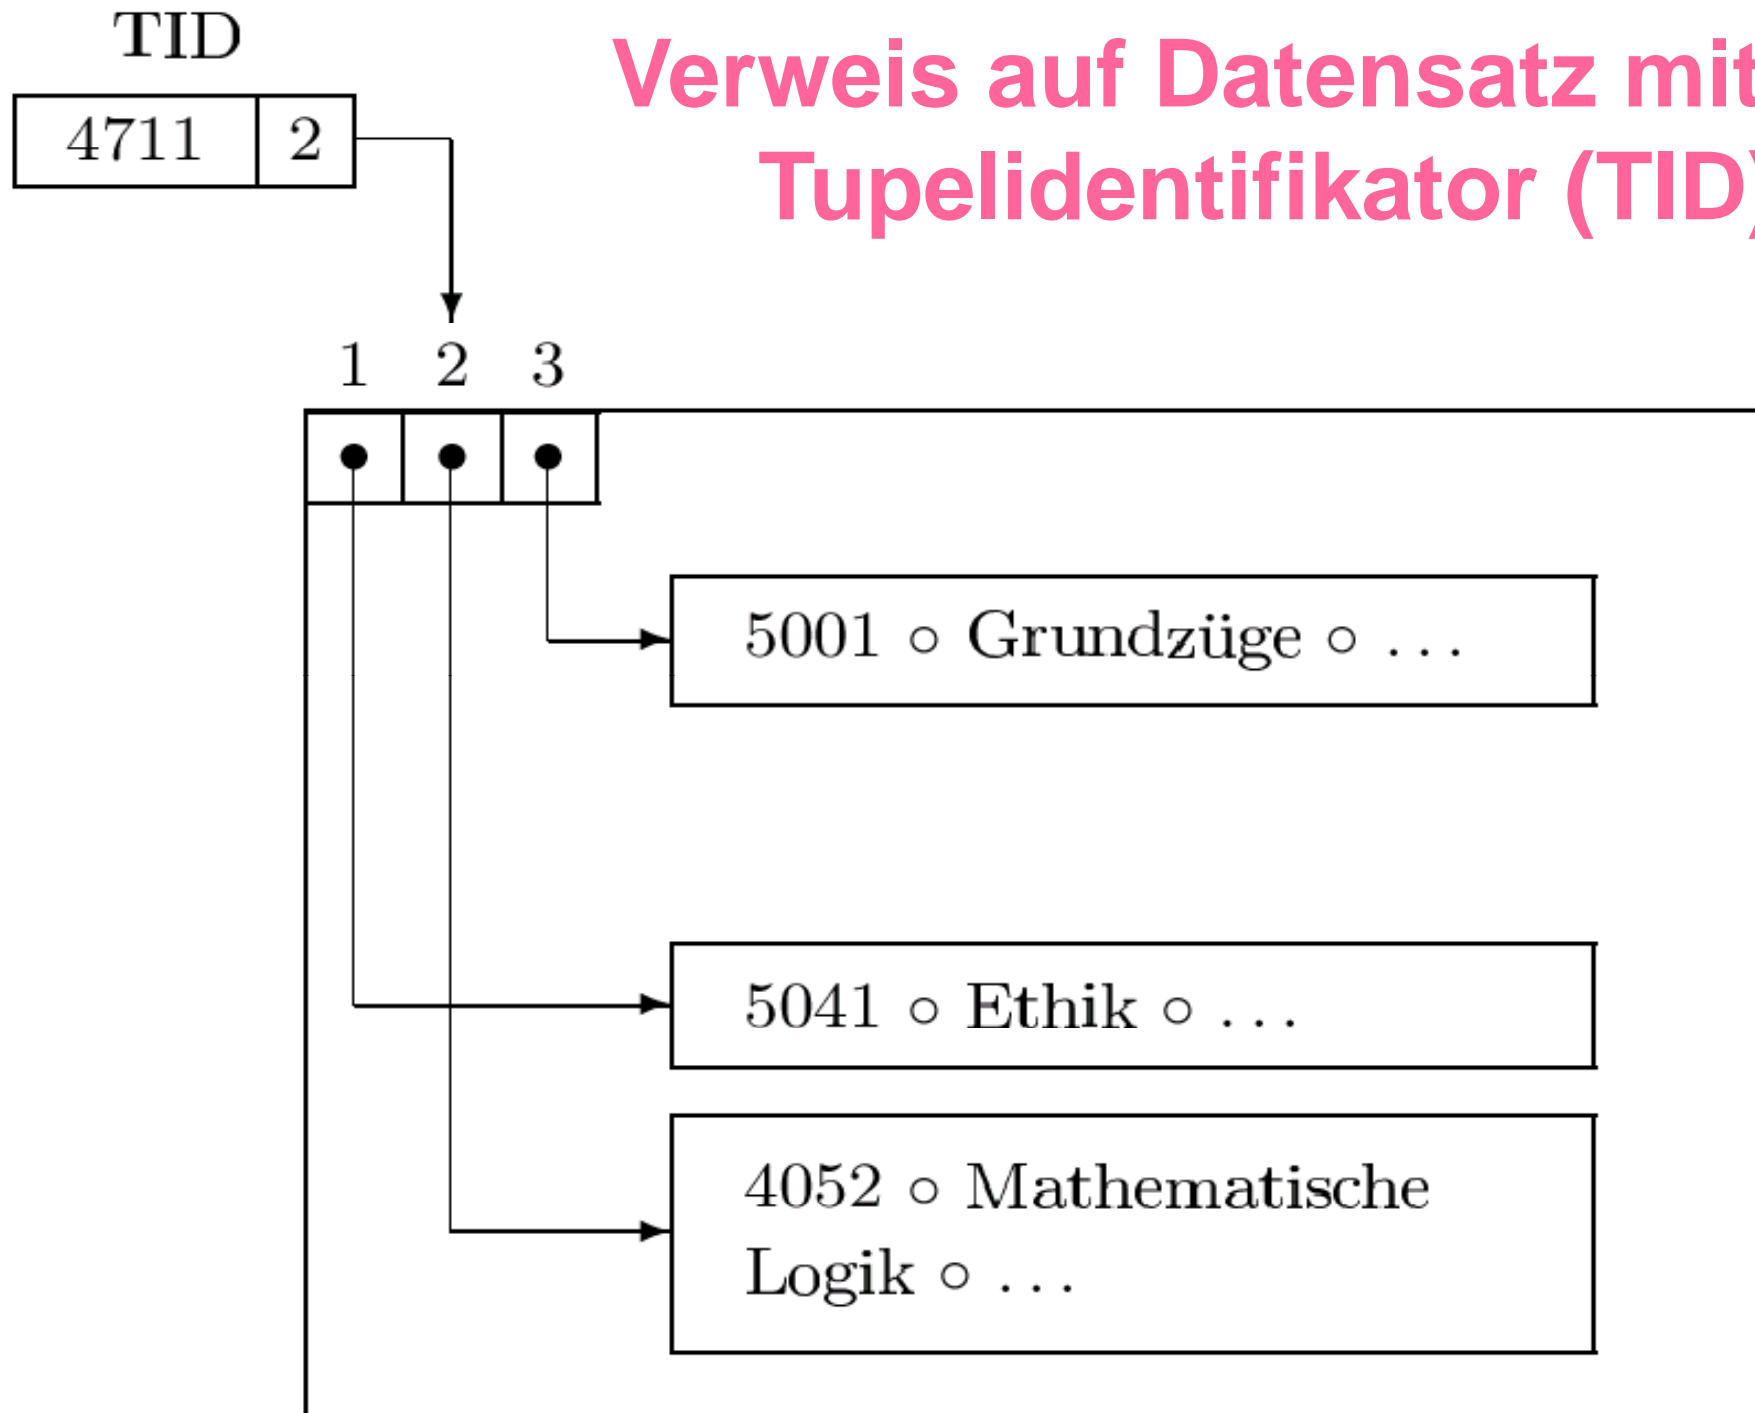 TID
Verweis auf Datensatz mit
Tupelidentifikator (TID)
4711 2
1 2 3
5001 ∘ Grundzüge ∘ ...
5041 ∘ Ethik ∘ ...
4052 ∘ Mathematische
Logik ∘ ...